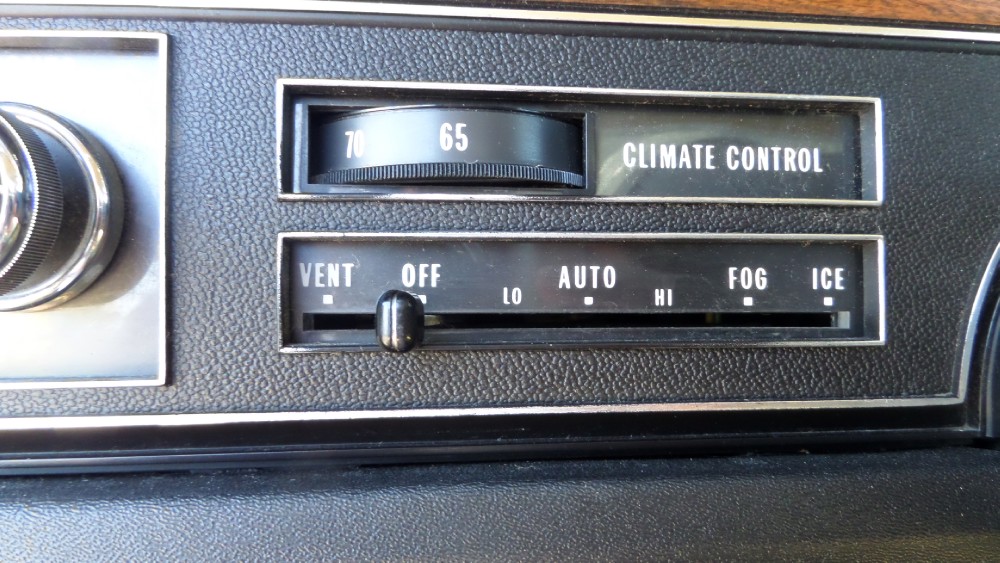 70 65
CLIMATE CONTROL
VENT OFF LO AUTO HI FOG ICE